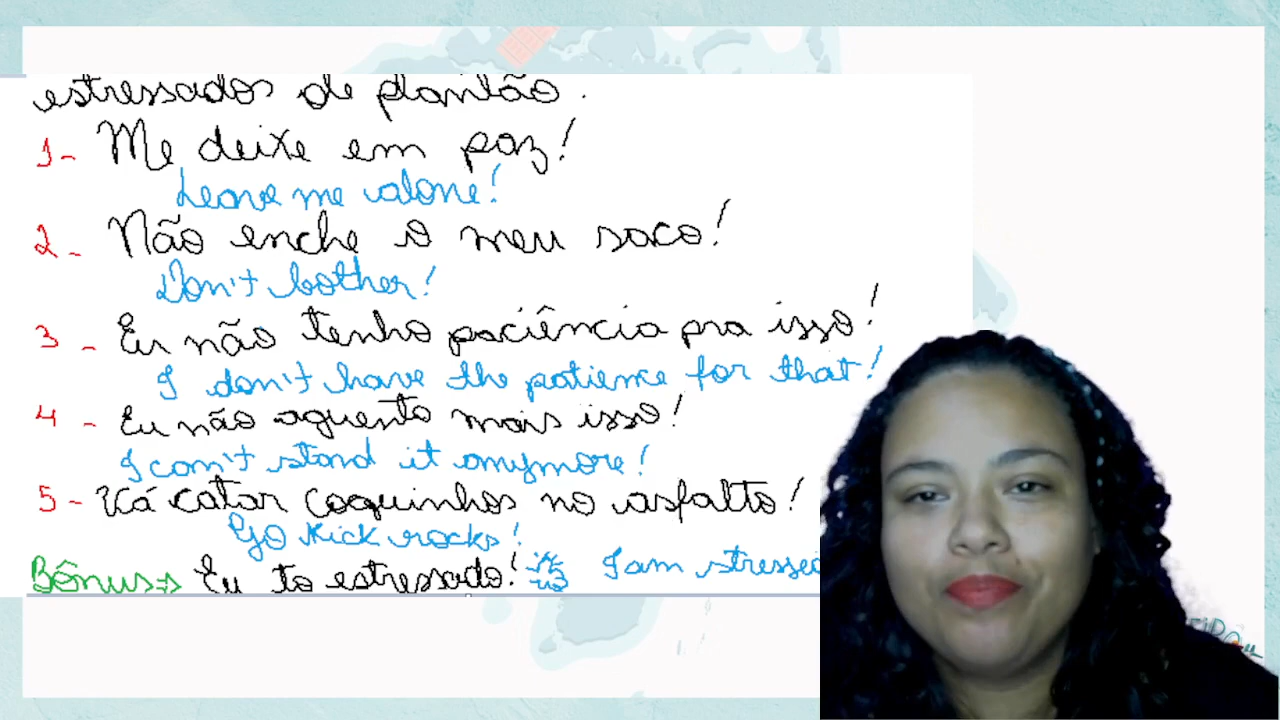 estressados de plantão.
1- Me deixe em paz!
Leave me alone!
2- Não enche o meu saco!
Don't bother!
3- Eu não tenho paciência pra isso!
I don't have the patience for that!
4- Eu não aguento mais isso!
I can't stand it anymore!
5- Vá catar coquinhos no asfalto!
Go kick rocks!
Bônus=> Eu to estressado! I am stressed